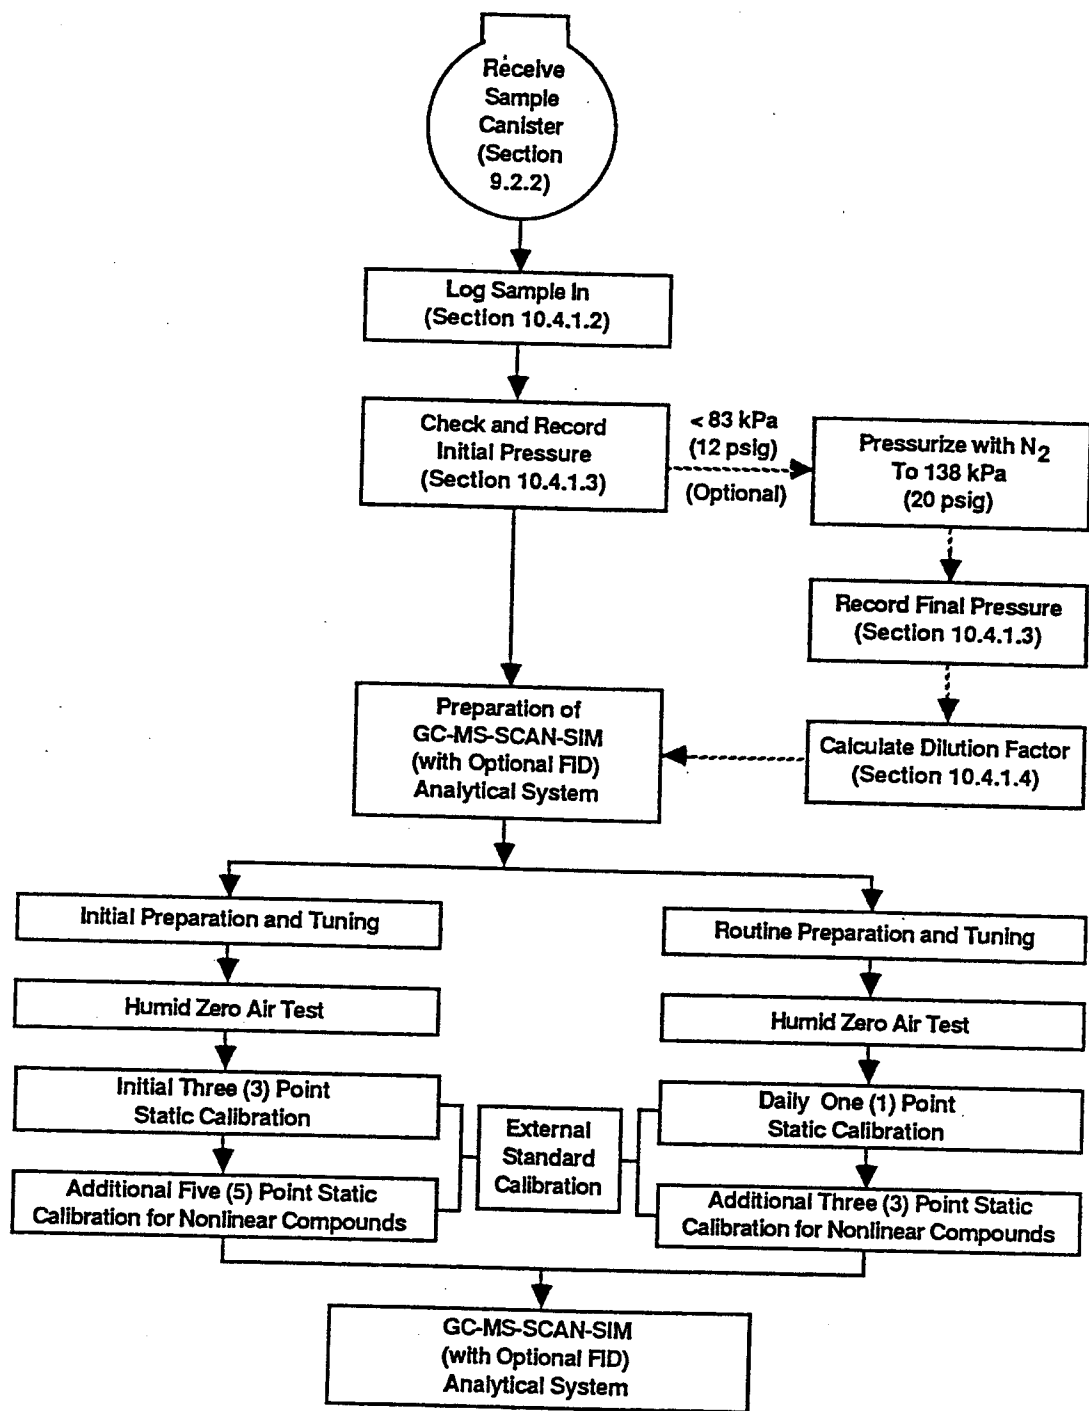 Receive
Sample
Canister
(Section
9.2.2)
Log Sample In
(Section 10.4.1.2)
Check and Record
Initial Pressure
(Section 10.4.1.3)
< 83 kPa
(12 psig)
(Optional)
Pressurize with N2
To 138 kPa
(20 psig)
Record Final Pressure
(Section 10.4.1.3)
Calculate Dilution Factor
(Section 10.4.1.4)
Preparation of
GC-MS-SCAN-SIM
(with Optional FID)
Analytical System
Initial Preparation and Tuning
Humid Zero Air Test
Initial Three (3) Point
Static Calibration
Additional Five (5) Point Static
Calibration for Nonlinear Compounds
External
Standard
Calibration
Routine Preparation and Tuning
Humid Zero Air Test
Daily One (1) Point
Static Calibration
Additional Three (3) Point Static
Calibration for Nonlinear Compounds
GC-MS-SCAN-SIM
(with Optional FID)
Analytical System